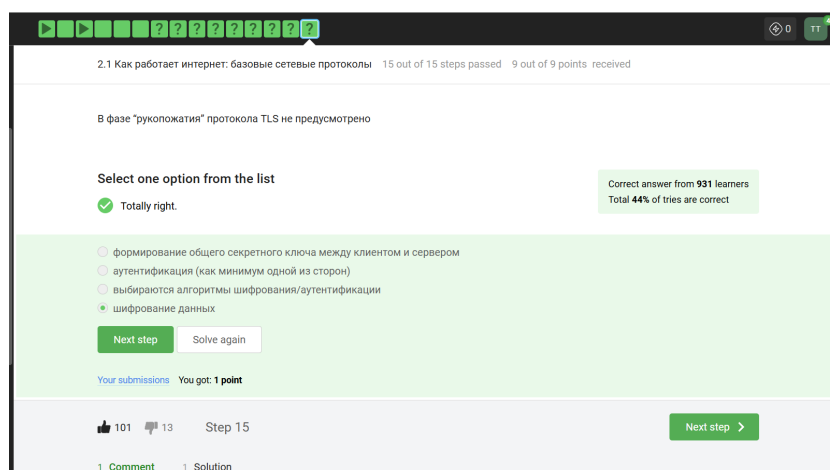 ? ? ? ? ? ? ? ? ?
0
TT
4
2.1 Как работает интернет: базовые сетевые протоколы 15 out of 15 steps passed 9 out of 9 points received
В фазе “рукопожатия” протокола TLS не предусмотрено
Select one option from the list
Totally right.
Correct answer from 931 learners
Total 44% of tries are correct
формирование общего секретного ключа между клиентом и сервером
аутентификация (как минимум одной из сторон)
выбираются алгоритмы шифрования/аутентификации
шифрование данных
Next step Solve again
Your submissions You got: 1 point
101 13 Step 15 Next step
1 Comment 1 Solution